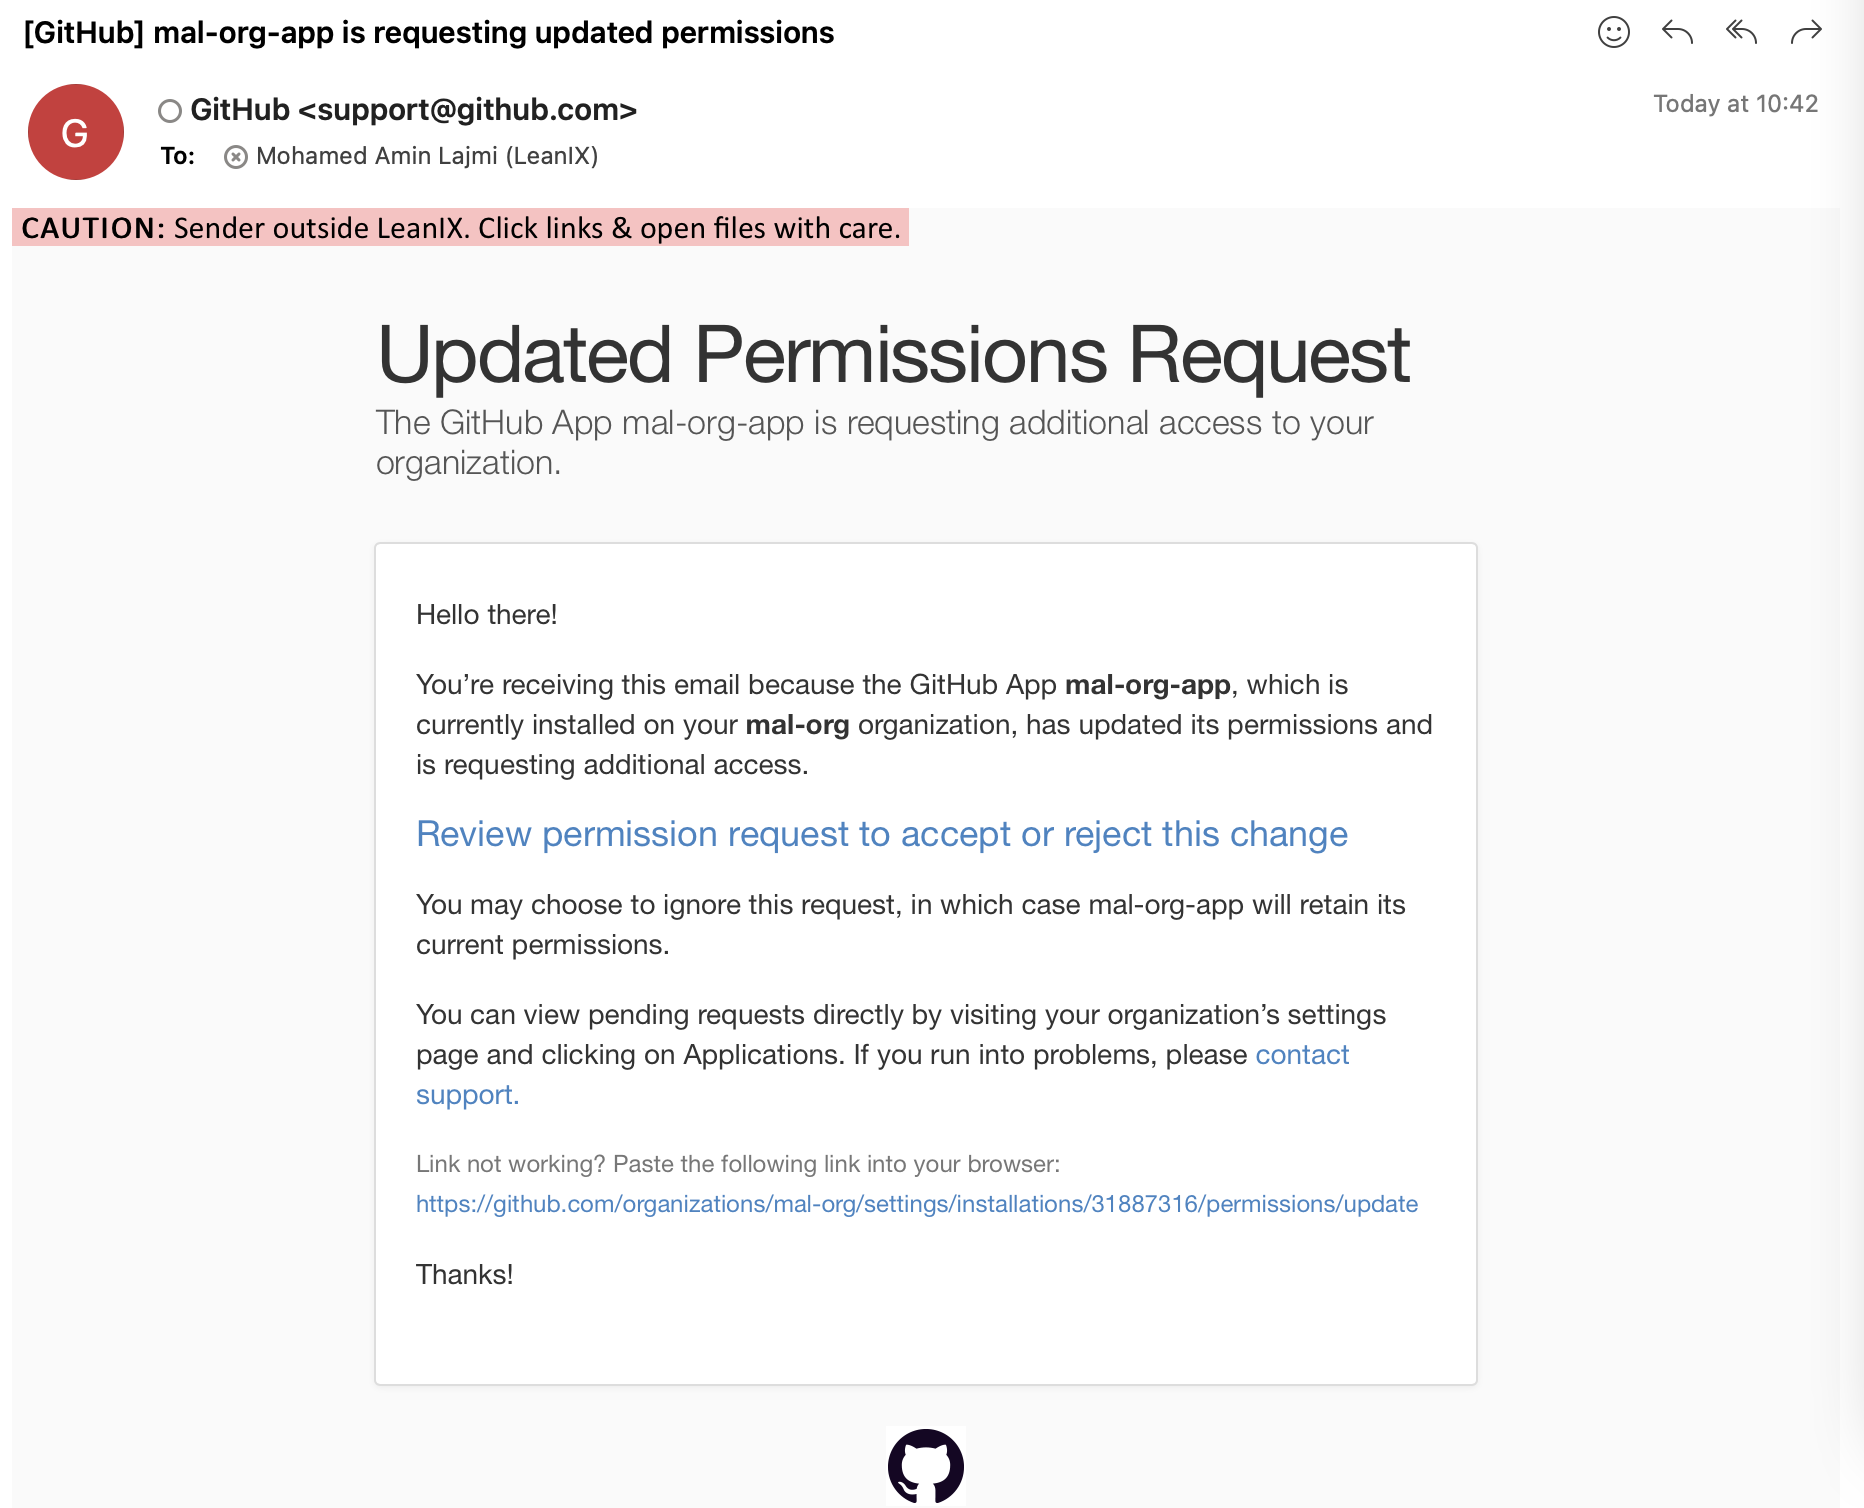 [GitHub] mal-org-app is requesting updated permissions
G
GitHub <support@github.com>
Today at 10:42
To: Mohamed Amin Lajmi (LeanIX)
CAUTION: Sender outside LeanIX. Click links & open files with care.
Updated Permissions Request
The GitHub App mal-org-app is requesting additional access to your
organization.
Hello there!
You’re receiving this email because the GitHub App mal-org-app, which is
currently installed on your mal-org organization, has updated its permissions and
is requesting additional access.
Review permission request to accept or reject this change
You may choose to ignore this request, in which case mal-org-app will retain its
current permissions.
You can view pending requests directly by visiting your organization’s settings
page and clicking on Applications. If you run into problems, please contact
support.
Link not working? Paste the following link into your browser:
https://github.com/organizations/mal-org/settings/installations/31887316/permissions/update
Thanks!